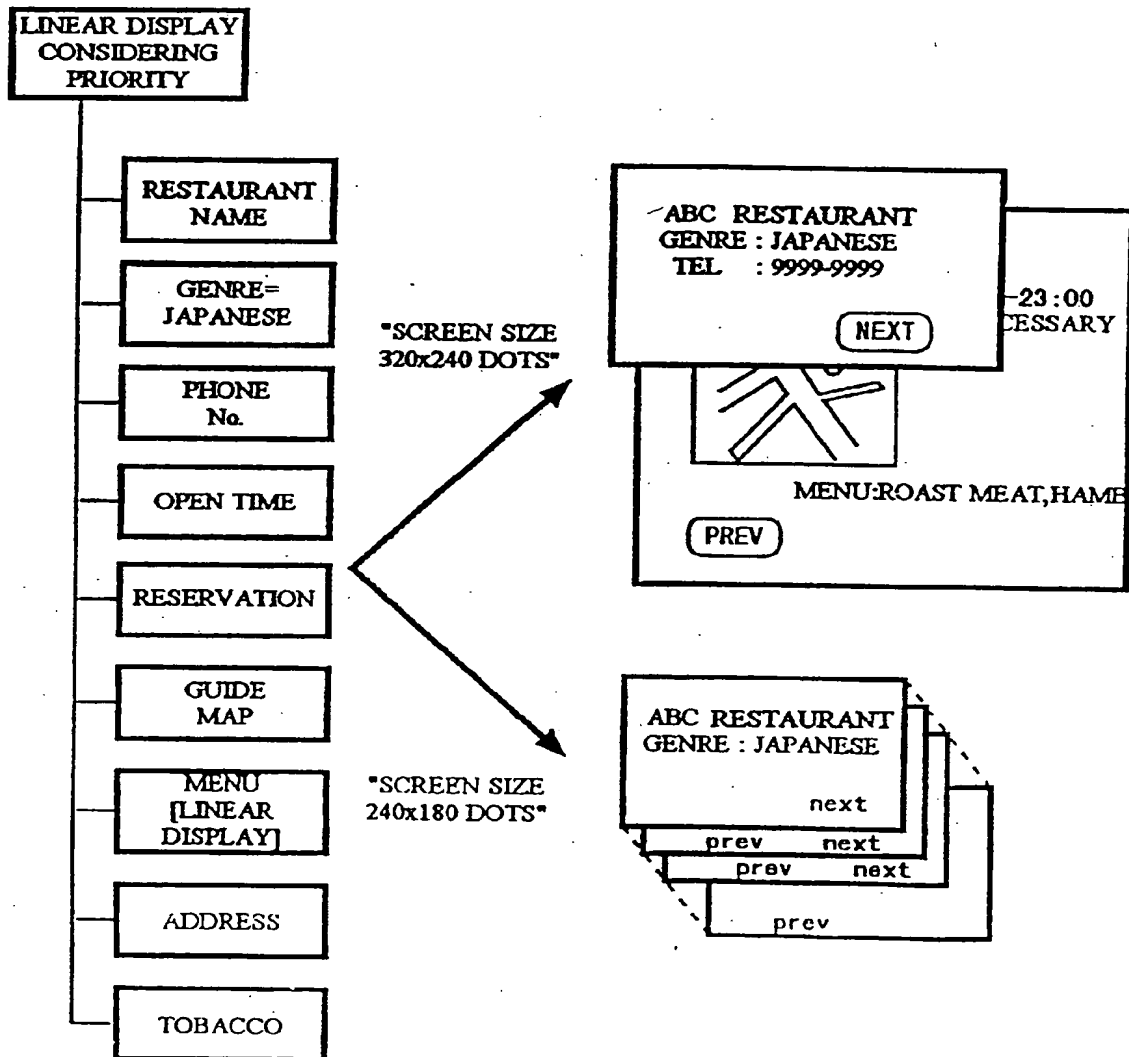 LINEAR DISPLAY
CONSIDERING
PRIORITY
RESTAURANT
NAME
GENRE=
JAPANESE
PHONE
No.
OPEN TIME
RESERVATION
GUIDE
MAP
MENU
[LINEAR
DISPLAY]
ADDRESS
TOBACCO
"SCREEN SIZE
320x240 DOTS"
"SCREEN SIZE
240x180 DOTS"
ABC RESTAURANT
GENRE : JAPANESE
TEL : 9999-9999
NEXT
-23:00
CESSARY
MENU:ROAST MEAT,HAMB
PREV
ABC RESTAURANT
GENRE : JAPANESE
next
prev next
prev next
prev